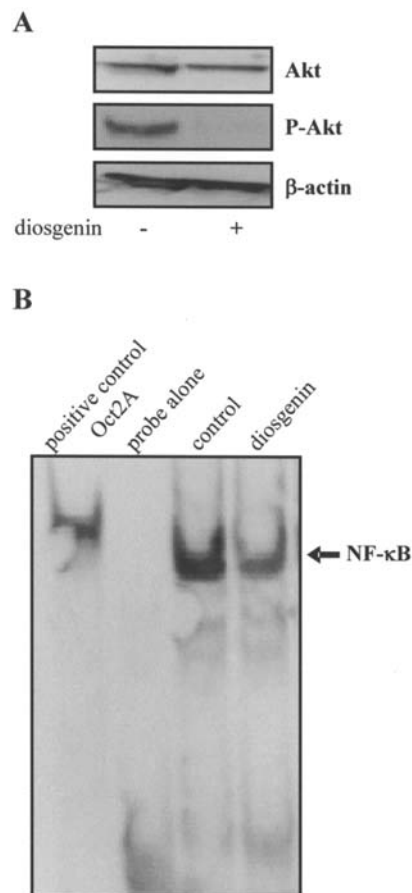 A
Akt
P-Akt
β-actin
diosgenin - +
B
positive control
Oct2A
probe alone
control
diosgenin
NF-κB